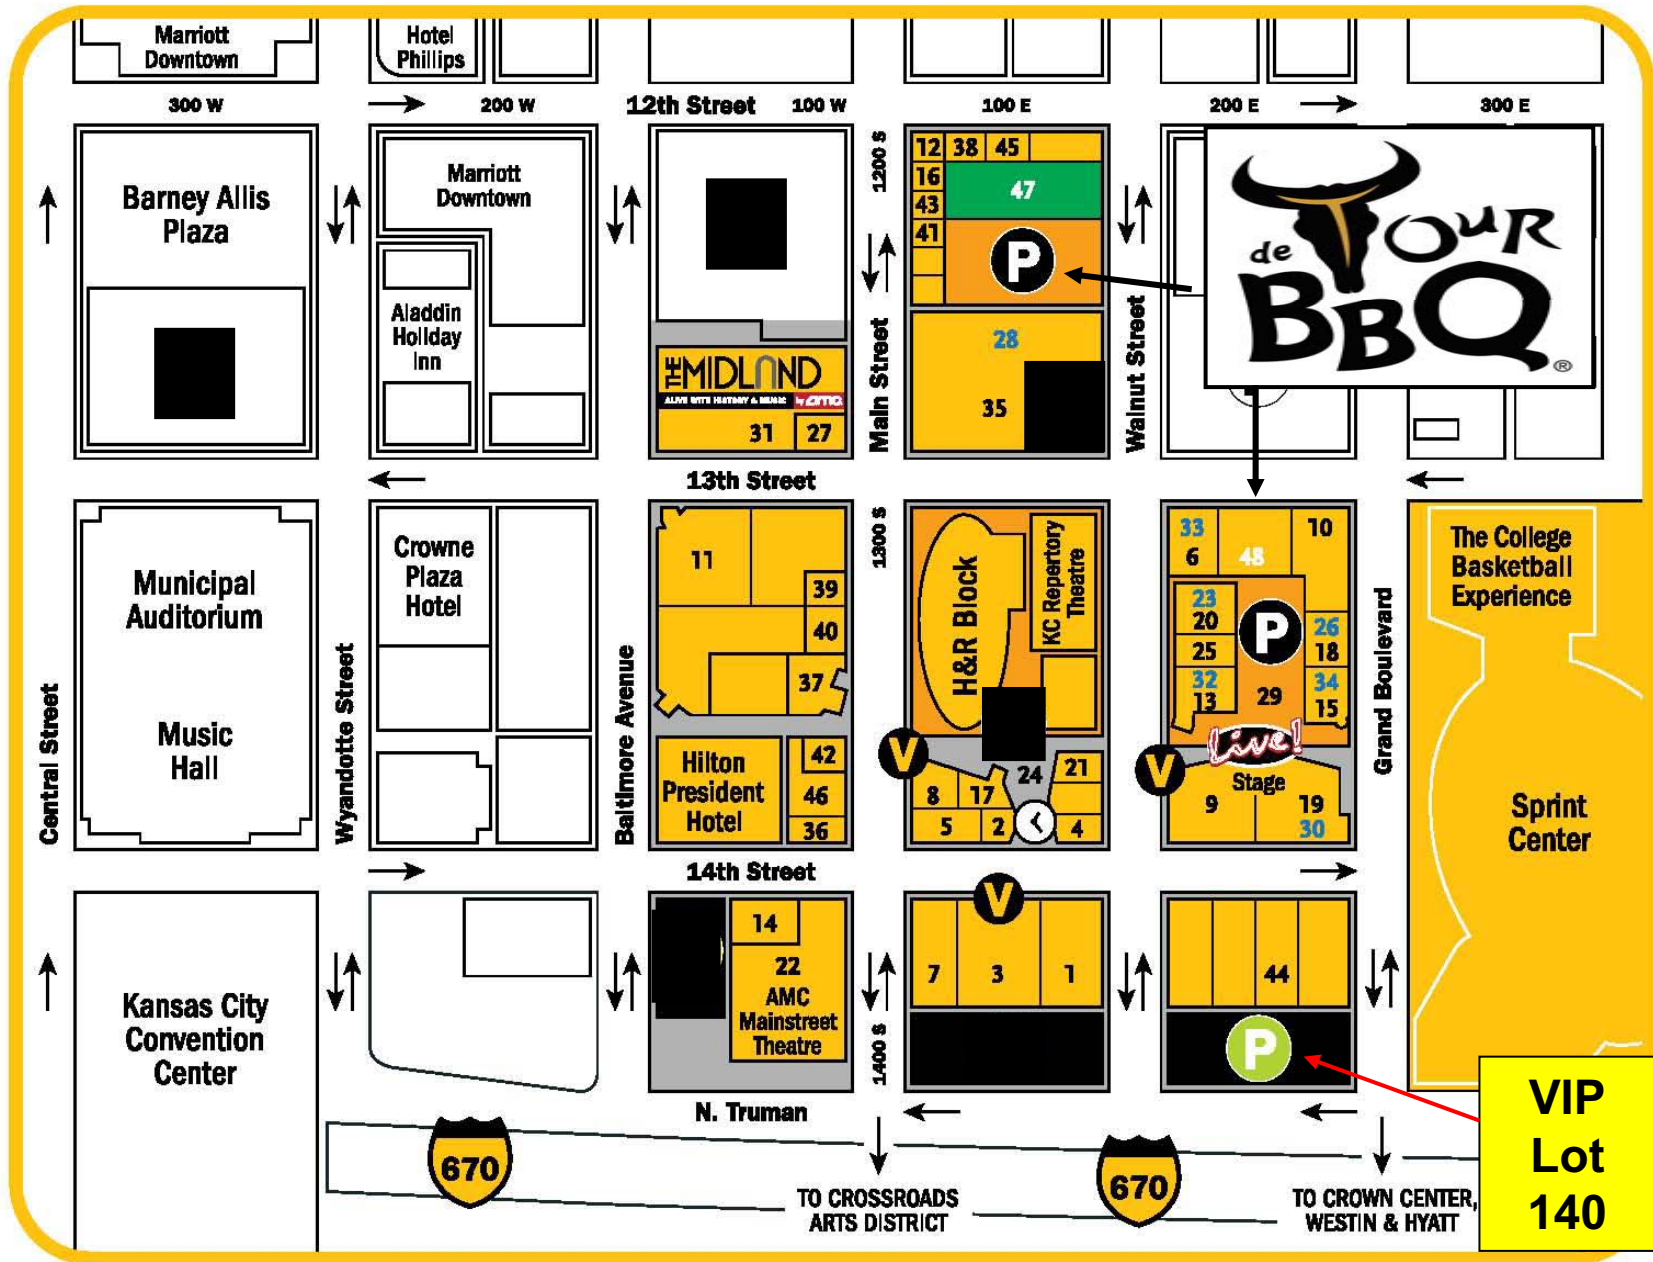 Marriott
Downtown
Hotel
Phillips
300 W
200 W
12th Street
100 W
100 E
200 E
300 E
Barney Allis
Plaza
Marriott
Downtown
Aladdin
Holiday
Inn
1200 S
12
38
45
16
47
43
41
P
de TOUR
BBQ
®
THE MIDLAND
ALIVE WITH HISTORY & MUSIC by amc
31
27
Main Street
28
35
Walnut Street
13th Street
Municipal
Auditorium
Music
Hall
Crowne
Plaza
Hotel
11
39
40
37
1300 S
H&R Block
KC Repertory
Theatre
33
6
48
10
23
20
P
26
18
25
32
13
29
34
15
Live!
Stage
The College
Basketball
Experience
Central Street
Wyandotte Street
Baltimore Avenue
Grand Boulevard
Hilton
President
Hotel
42
46
36
V
8
17
24
21
5
2
4
V
9
19
30
Sprint
Center
14th Street
Kansas City
Convention
Center
14
22
AMC
Mainstreet
Theatre
1400 S
V
7
3
1
44
P
VIP
Lot
140
N. Truman
670
670
TO CROSSROADS
ARTS DISTRICT
TO CROWN CENTER,
WESTIN & HYATT